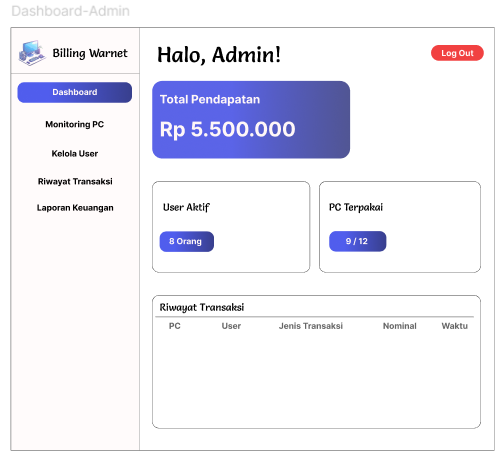 Dashboard-Admin
Billing Warnet
Halo, Admin!
Log Out
Dashboard
Monitoring PC
Kelola User
Riwayat Transaksi
Laporan Keuangan
Total Pendapatan
Rp 5.500.000
User Aktif
8 Orang
PC Terpakai
9 / 12
Riwayat Transaksi
PC User Jenis Transaksi Nominal Waktu